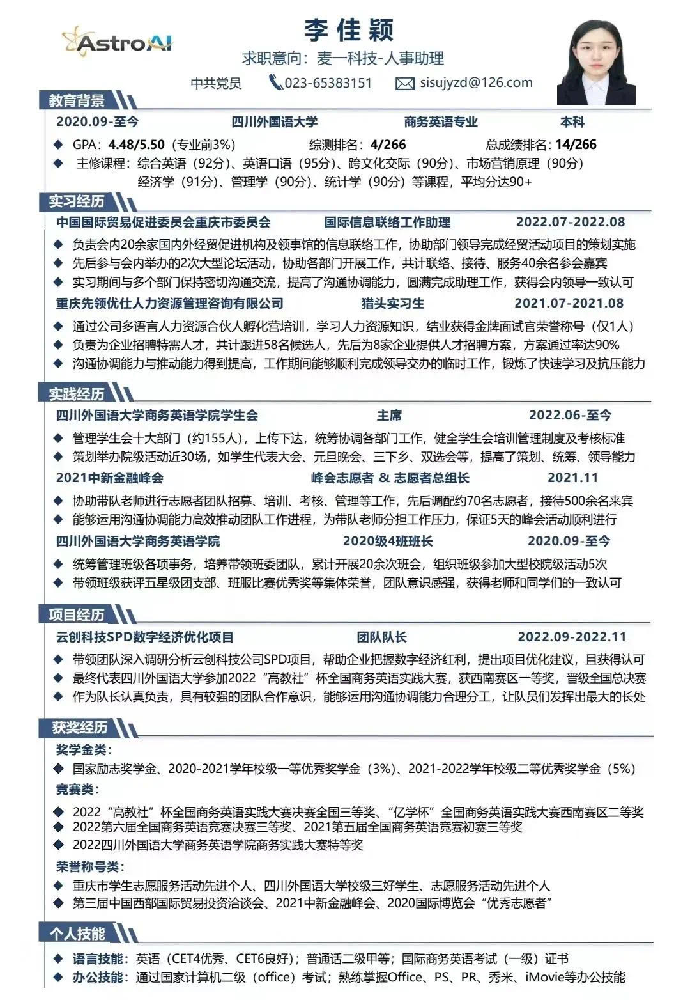 AstroAI
李佳颖
求职意向：麦一科技-人事助理
中共党员 023-65383151 sisujyzd@126.com
教育背景
2020.09-至今 四川外国语大学 商务英语专业 本科
GPA：4.48/5.50（专业前3%） 综测排名：4/266 总成绩排名：14/266
主修课程：综合英语（92分）、英语口语（95分）、跨文化交际（90分）、市场营销原理（90分）
经济学（91分）、管理学（90分）、统计学（90分）等课程，平均分达90+
实习经历
中国国际贸易促进委员会重庆市委员会 国际信息联络工作助理 2022.07-2022.08
负责会内20余家国内外经贸促进机构及领事馆的信息联络工作，协助部门领导完成经贸活动项目的策划实施
先后参与会内举办的2次大型论坛活动，协助各部门开展工作，共计联络、接待、服务40余名参会嘉宾
实习期间与多个部门保持密切沟通交流，提高了沟通协调能力，圆满完成助理工作，获得会内领导一致认可
重庆先领优仕人力资源管理咨询有限公司 猎头实习生 2021.07-2021.08
通过公司多语言人力资源合伙人孵化营培训，学习人力资源知识，结业获得金牌面试官荣誉称号（仅1人）
负责为企业招聘特需人才，共计跟进58名候选人，先后为8家企业提供人才招聘方案，方案通过率达90%
沟通协调能力与推动能力得到提高，工作期间能够顺利完成领导交办的临时工作，锻炼了快速学习及抗压能力
实践经历
四川外国语大学商务英语学院学生会 主席 2022.06-至今
管理学生会十大部门（约155人），上传下达，统筹协调各部门工作，健全学生会培训管理制度及考核标准
策划举办院级活动近30场，如学生代表大会、元旦晚会、三下乡、双选会等，提高了策划、统筹、领导能力
2021中新金融峰会 峰会志愿者 & 志愿者总组长 2021.11
协助带队老师进行志愿者团队招募、培训、考核、管理等工作，先后调配约70名志愿者，接待500余名来宾
能够运用沟通协调能力高效推动团队工作进程，为带队老师分担工作压力，保证5天的峰会活动顺利进行
四川外国语大学商务英语学院 2020级4班班长 2020.09-至今
统筹管理班级各项事务，培养带领班委团队，累计开展20余次班会，组织班级参加大型校院级活动5次
带领班级获评五星级团支部、班服比赛优秀奖等集体荣誉，团队意识感强，获得老师和同学们的一致认可
项目经历
云创科技SPD数字经济优化项目 团队队长 2022.09-2022.11
带领团队深入调研分析云创科技公司SPD项目，帮助企业把握数字经济红利，提出项目优化建议，且获得认可
最终代表四川外国语大学参加2022“高教社”杯全国商务英语实践大赛，获西南赛区一等奖，晋级全国总决赛
作为队长认真负责，具有较强的团队合作意识，能够运用沟通协调能力合理分工，让队员们发挥出最大的长处
获奖经历
奖学金类：
国家励志奖学金、2020-2021学年校级一等优秀奖学金（3%）、2021-2022学年校级二等优秀奖学金（5%）
竞赛类：
2022“高教社”杯全国商务英语实践大赛决赛全国三等奖、“亿学杯”全国商务英语实践大赛西南赛区二等奖
2022第六届全国商务英语竞赛决赛三等奖、2021第五届全国商务英语竞赛初赛三等奖
2022四川外国语大学商务英语学院商务实践大赛特等奖
荣誉称号类：
重庆市学生志愿服务活动先进个人、四川外国语大学校级三好学生、志愿服务活动先进个人
第三届中国西部国际贸易投资洽谈会、2021中新金融峰会、2020国际博览会“优秀志愿者”
个人技能
语言技能：英语（CET4优秀、CET6良好）；普通话二级甲等；国际商务英语考试（一级）证书
办公技能：通过国家计算机二级（office）考试；熟练掌握Office、PS、PR、秀米、iMovie等办公技能